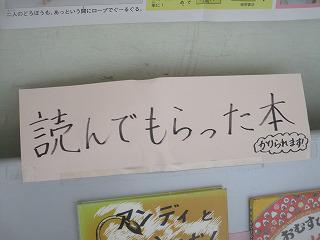 二人のどろぼうも、あっという間にロープでぐーるぐる。
読んでもらった本
かりられます!
アンディと
おむすび